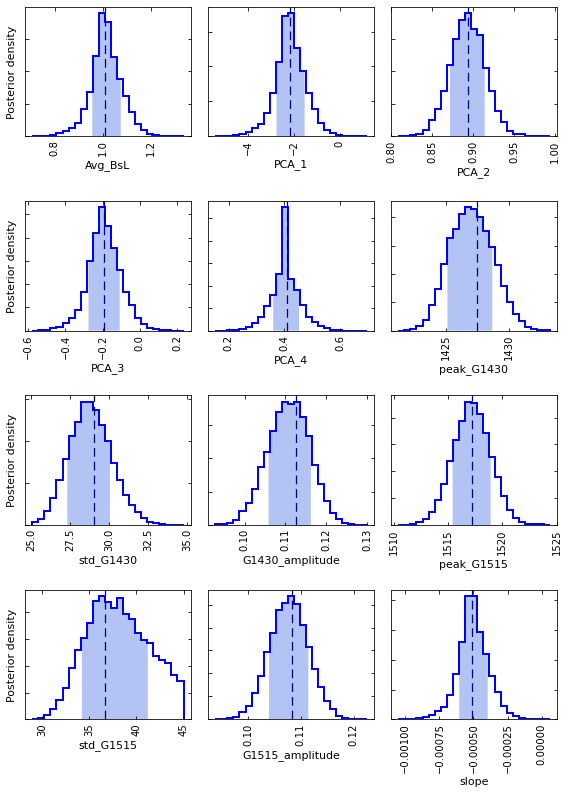 Posterior density
0.8 1.0 1.2
Avg_BsL
−4 −2 0
PCA_1
0.80 0.85 0.90 0.95 1.00
PCA_2
Posterior density
−0.6 −0.4 −0.2 0.0 0.2
PCA_3
0.2 0.4 0.6
PCA_4
1425 1430
peak_G1430
Posterior density
25.0 27.5 30.0 32.5 35.0
std_G1430
0.10 0.11 0.12 0.13
G1430_amplitude
1510 1515 1520 1525
peak_G1515
Posterior density
30 35 40 45
std_G1515
0.10 0.11 0.12
G1515_amplitude
−0.00100 −0.00075 −0.00050 −0.00025 0.00000
slope